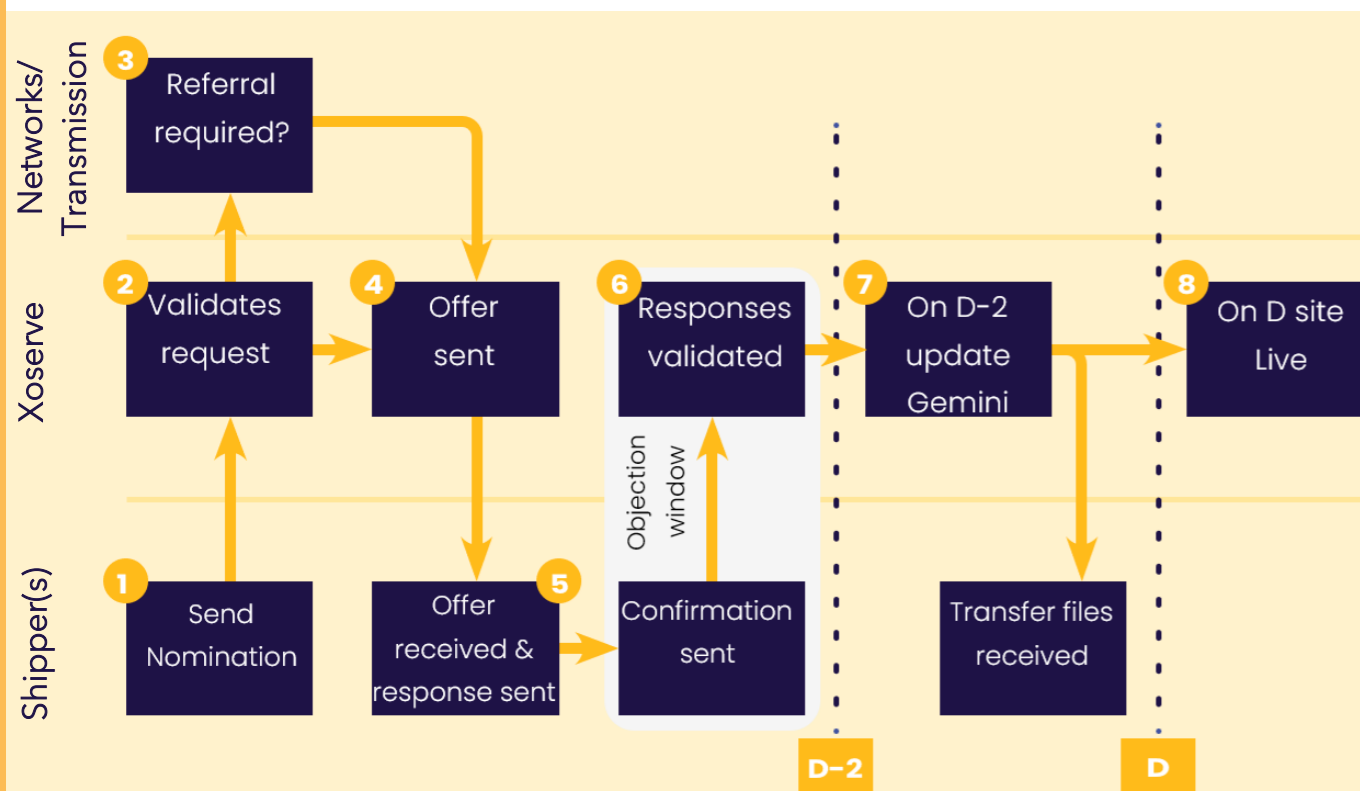 Networks/
Transmission
3
Referral
required?
Xoserve
2
Validates
request
4
Offer
sent
6
Responses
validated
7
On D-2
update
Gemini
8
On D site
Live
Objection
window
Shipper(s)
1
Send
Nomination
5
Offer
received &
response sent
Confirmation
sent
Transfer files
received
D-2
D